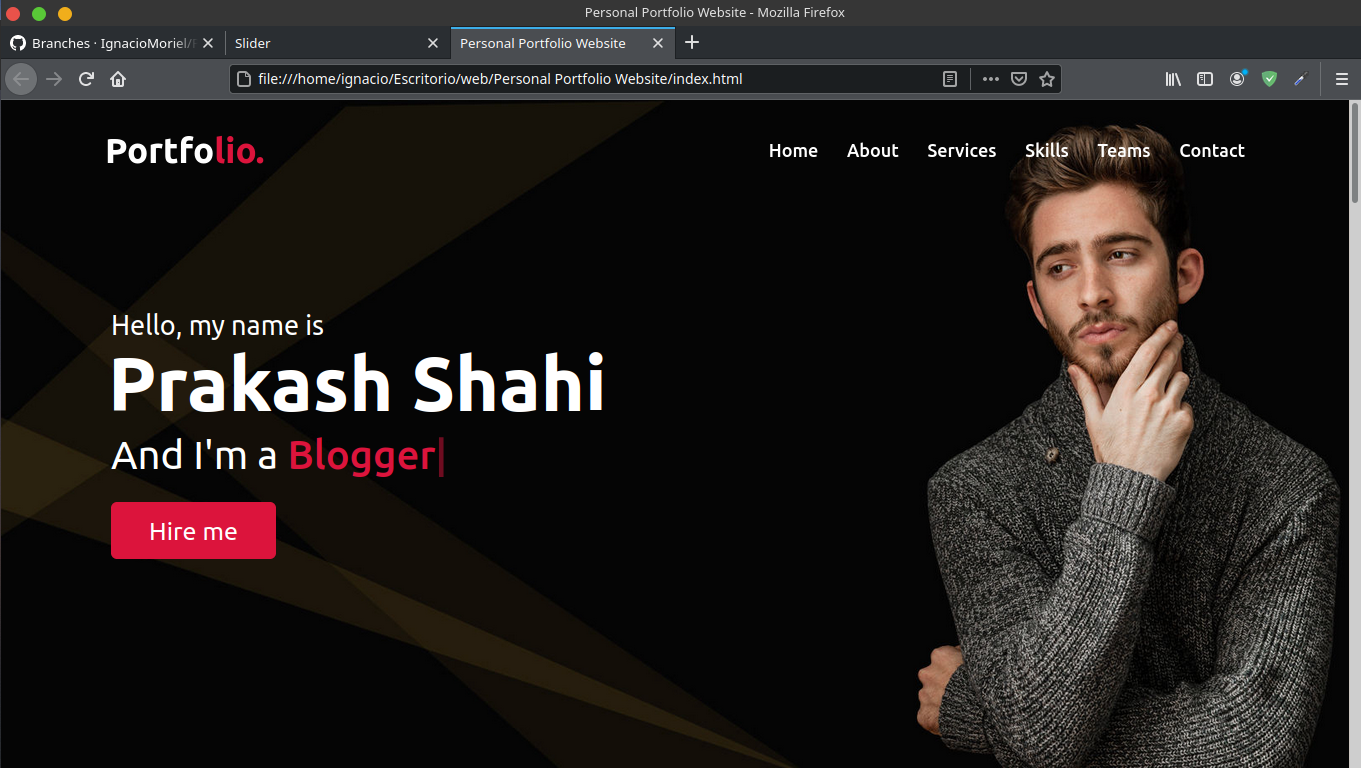 Personal Portfolio Website - Mozilla Firefox
Branches · IgnacioMoriel/
Slider
Personal Portfolio Website
file:///home/ignacio/Escritorio/web/Personal Portfolio Website/index.html
Portfolio.
Home About Services Skills Teams Contact
Hello, my name is
Prakash Shahi
And I'm a Blogger|
Hire me